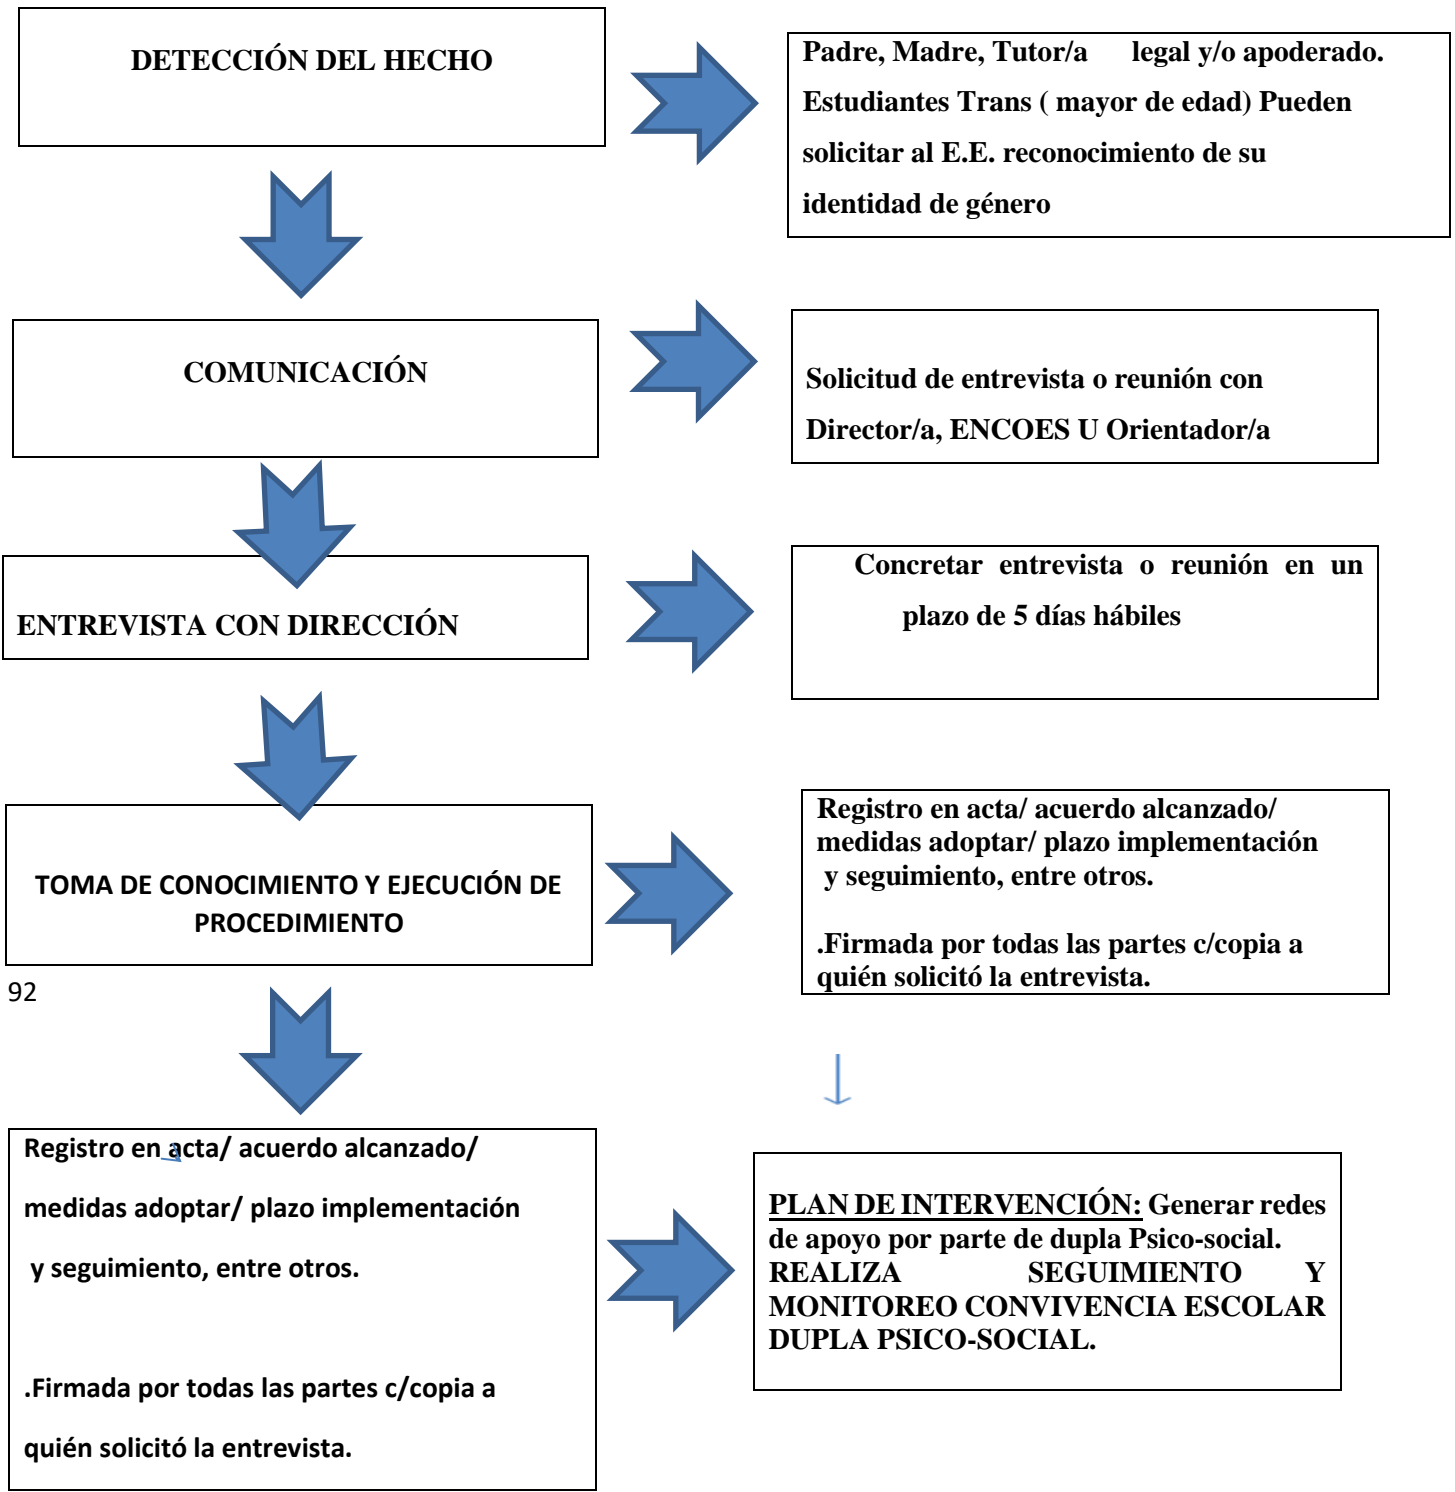 DETECCIÓN DEL HECHO
Padre, Madre, Tutor/a legal y/o apoderado.
Estudiantes Trans ( mayor de edad) Pueden
solicitar al E.E. reconocimiento de su
identidad de género
COMUNICACIÓN
Solicitud de entrevista o reunión con
Director/a, ENCOES U Orientador/a
ENTREVISTA CON DIRECCIÓN
Concretar entrevista o reunión en un
plazo de 5 días hábiles
TOMA DE CONOCIMIENTO Y EJECUCIÓN DE
PROCEDIMIENTO
Registro en acta/ acuerdo alcanzado/
medidas adoptar/ plazo implementación
y seguimiento, entre otros.
.Firmada por todas las partes c/copia a
quién solicitó la entrevista.
92
Registro en acta/ acuerdo alcanzado/
medidas adoptar/ plazo implementación
y seguimiento, entre otros.
.Firmada por todas las partes c/copia a
quién solicitó la entrevista.
PLAN DE INTERVENCIÓN: Generar redes
de apoyo por parte de dupla Psico-social.
REALIZA SEGUIMIENTO Y
MONITOREO CONVIVENCIA ESCOLAR
DUPLA PSICO-SOCIAL.